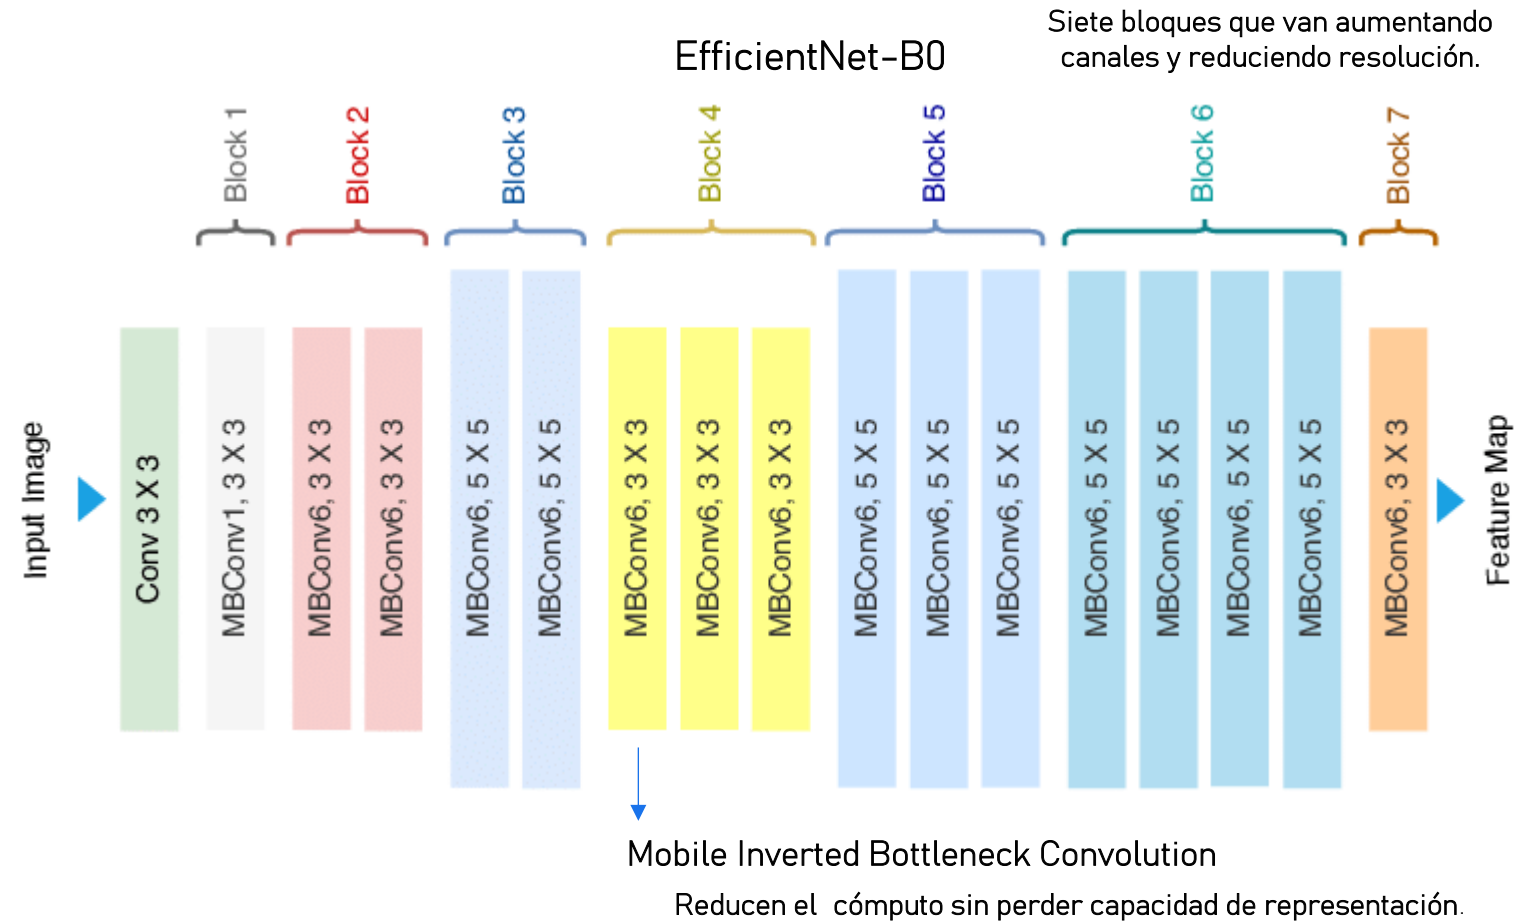 EfficientNet-B0
Siete bloques que van aumentando
canales y reduciendo resolución.
Block 1
Block 2
Block 3
Block 4
Block 5
Block 6
Block 7
Input Image
Conv 3 X 3
MBConv1, 3 X 3
MBConv6, 3 X 3
MBConv6, 3 X 3
MBConv6, 5 X 5
MBConv6, 5 X 5
MBConv6, 3 X 3
MBConv6, 3 X 3
MBConv6, 3 X 3
MBConv6, 5 X 5
MBConv6, 5 X 5
MBConv6, 5 X 5
MBConv6, 5 X 5
MBConv6, 5 X 5
MBConv6, 5 X 5
MBConv6, 5 X 5
MBConv6, 3 X 3
Feature Map
Mobile Inverted Bottleneck Convolution
Reducen el cómputo sin perder capacidad de representación.